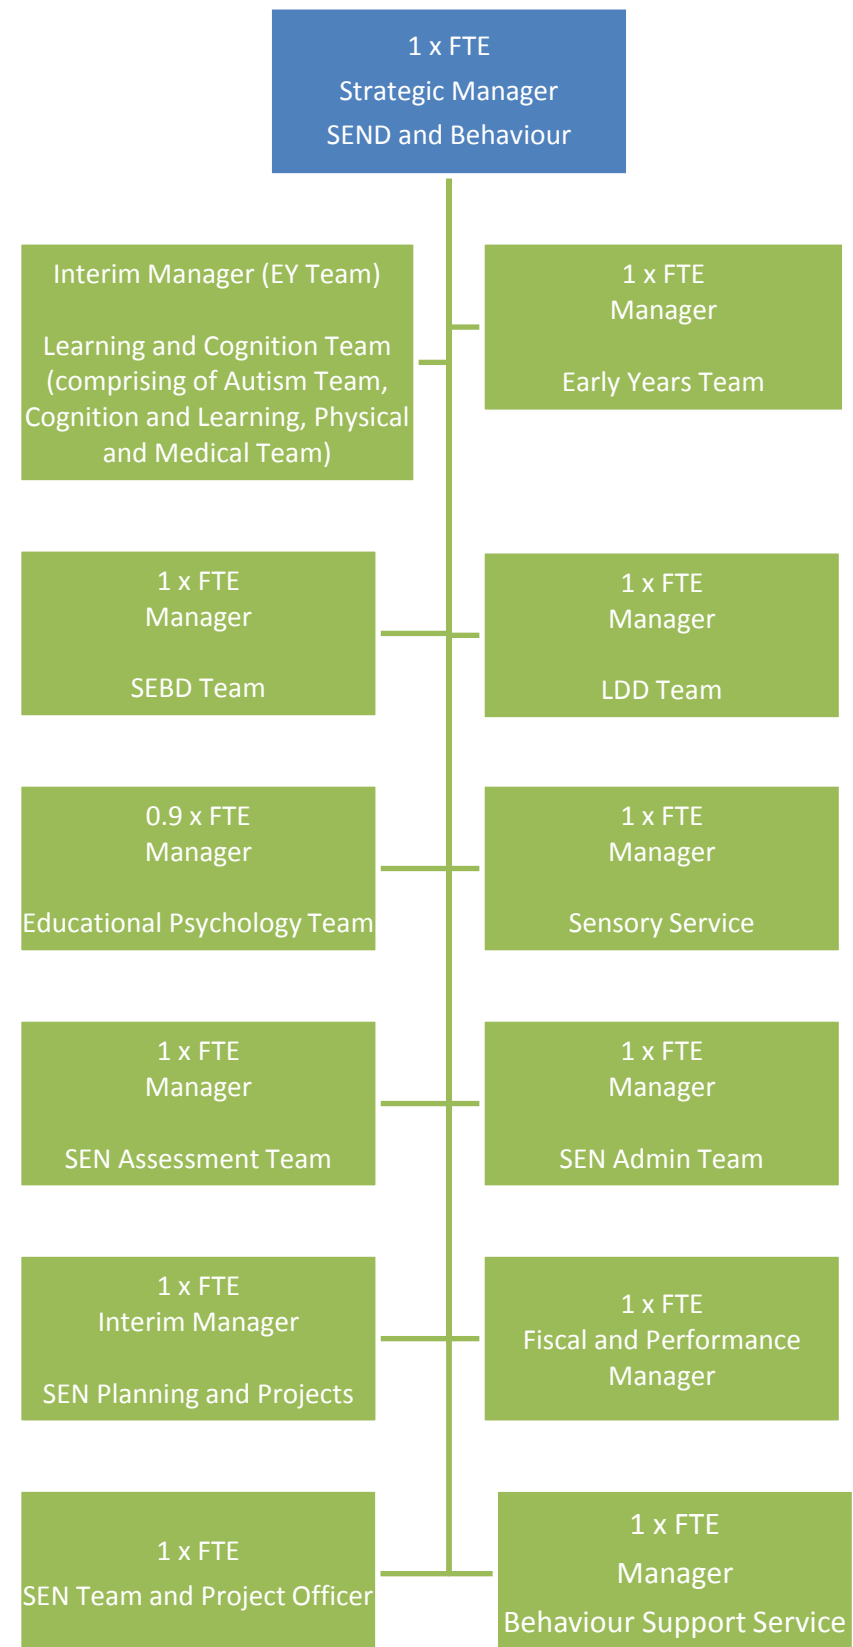 1 x FTE
Strategic Manager
SEND and Behaviour
Interim Manager (EY Team)
Learning and Cognition Team
(comprising of Autism Team,
Cognition and Learning, Physical
and Medical Team)
1 x FTE
Manager
Early Years Team
1 x FTE
Manager
SEBD Team
1 x FTE
Manager
LDD Team
0.9 x FTE
Manager
Educational Psychology Team
1 x FTE
Manager
Sensory Service
1 x FTE
Manager
SEN Assessment Team
1 x FTE
Manager
SEN Admin Team
1 x FTE
Interim Manager
SEN Planning and Projects
1 x FTE
Fiscal and Performance
Manager
1 x FTE
SEN Team and Project Officer
1 x FTE
Manager
Behaviour Support Service